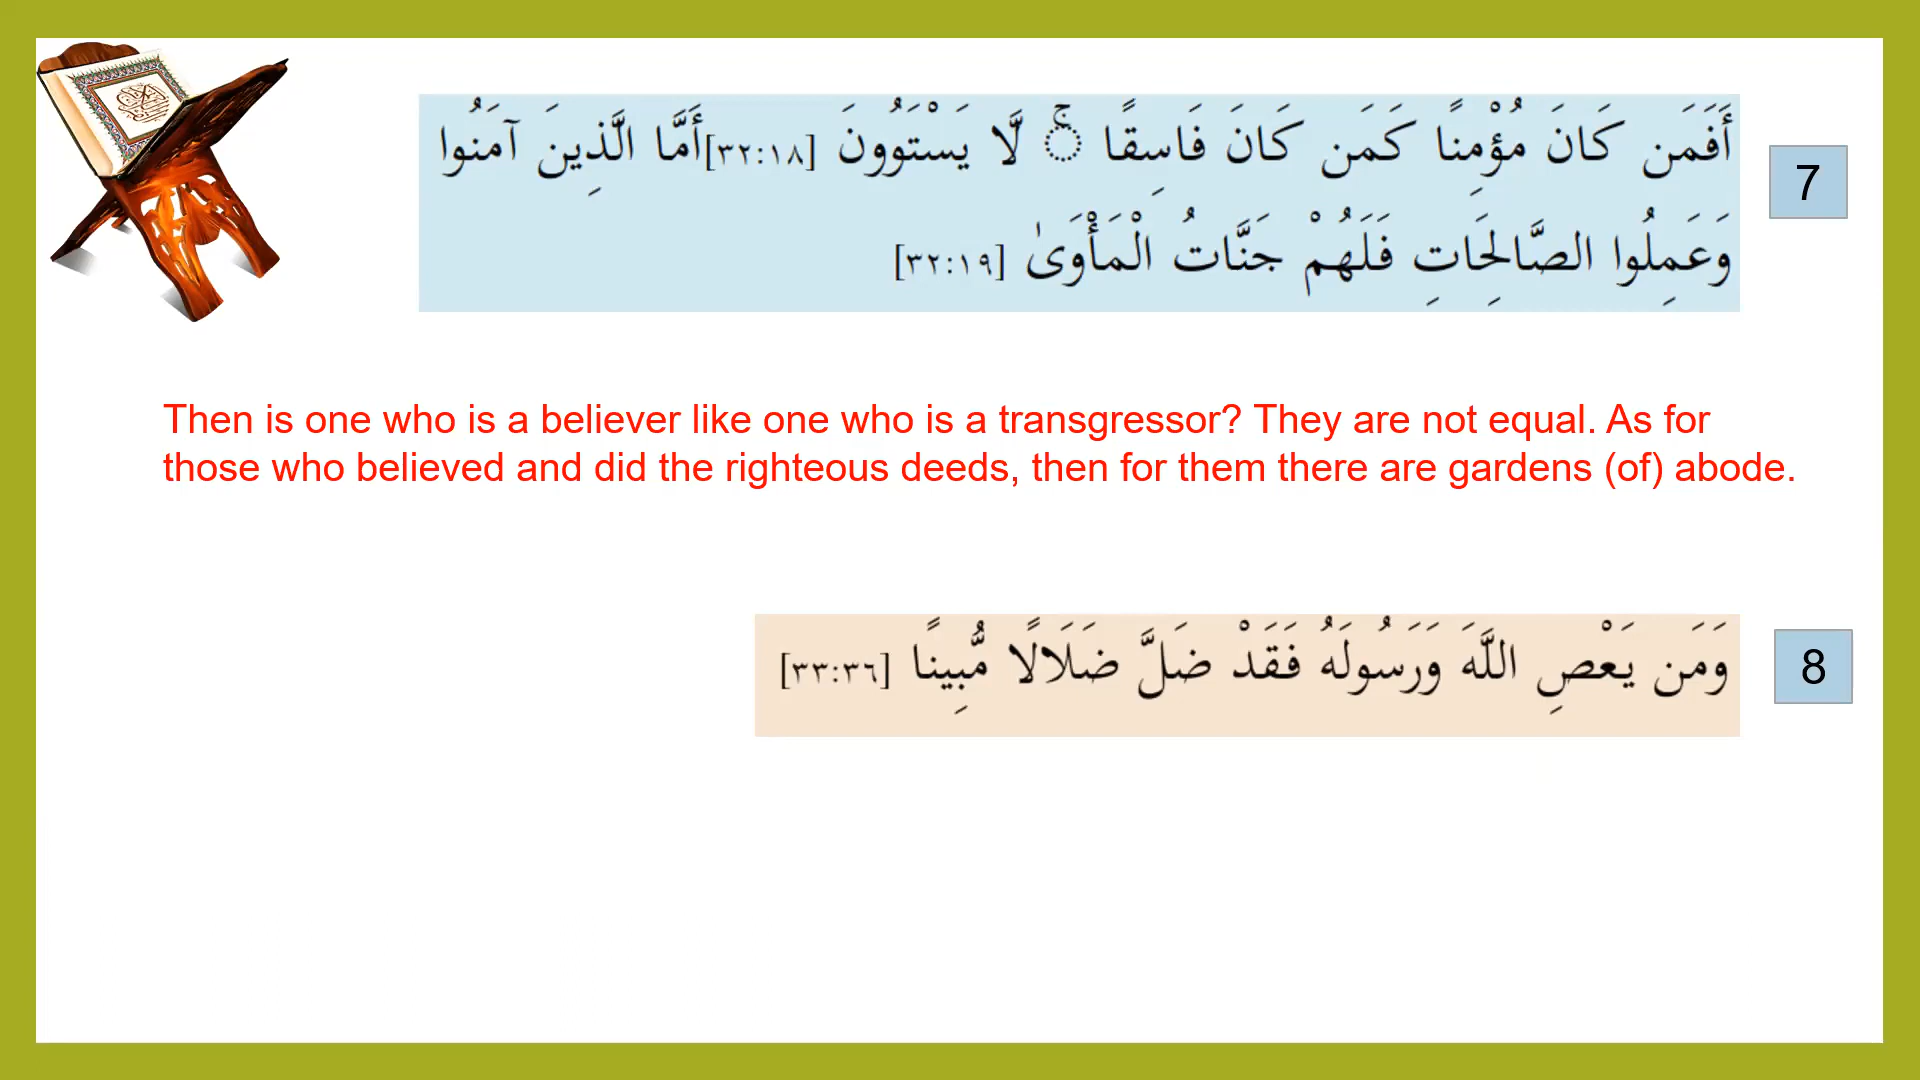 أَفَمَن كَانَ مُؤْمِنًا كَمَن كَانَ فَاسِقًا ۚ لَّا يَسْتَوُونَ [٣٢:١٨]أَمَّا الَّذِينَ آمَنُوا
وَعَمِلُوا الصَّالِحَاتِ فَلَهُمْ جَنَّاتُ الْمَأْوَىٰ [٣٢:١٩]
7
Then is one who is a believer like one who is a transgressor? They are not equal. As for
those who believed and did the righteous deeds, then for them there are gardens (of) abode.
وَمَن يَعْصِ اللَّهَ وَرَسُولَهُ فَقَدْ ضَلَّ ضَلَالًا مُّبِينًا [٣٣:٣٦]
8